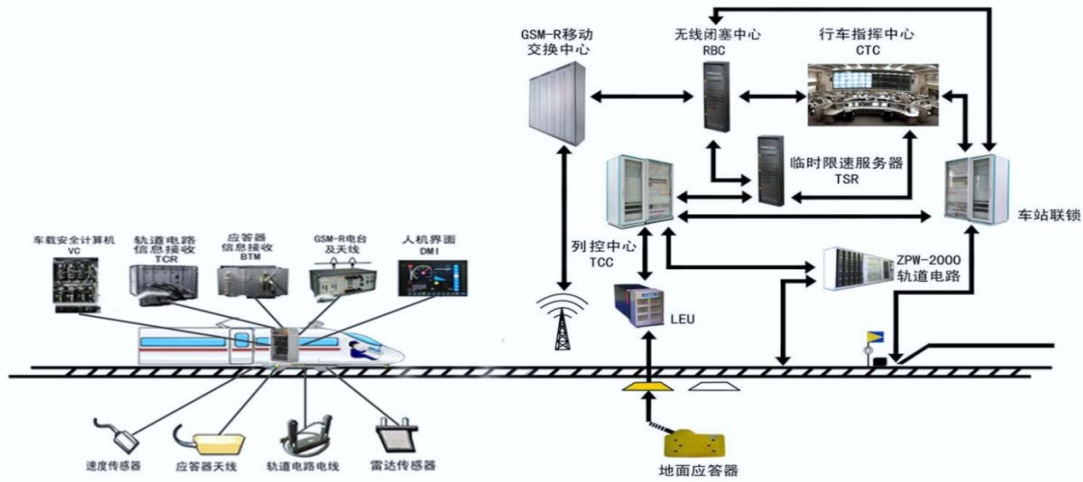 GSM-R移动
交换中心
无线闭塞中心
RBC
行车指挥中心
CTC
临时限速服务器
TSR
车站联锁
列控中心
TCC
ZPW-2000
轨道电路
LEU
车载安全计算机
VC
轨道电路
信息接收
TCR
应答器
信息接收
BTM
GSM-R电台
及天线
人机界面
DMI
速度传感器
应答器天线
轨道电路电线
雷达传感器
地面应答器